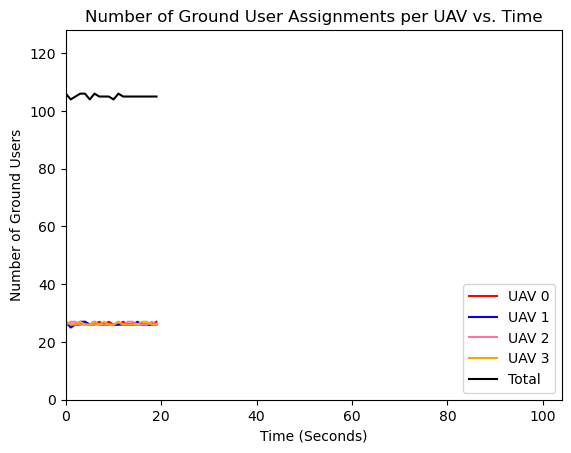 Number of Ground User Assignments per UAV vs. Time
Number of Ground Users
120
100
80
60
40
20
0
0 20 40 60 80 100
Time (Seconds)
UAV 0
UAV 1
UAV 2
UAV 3
Total